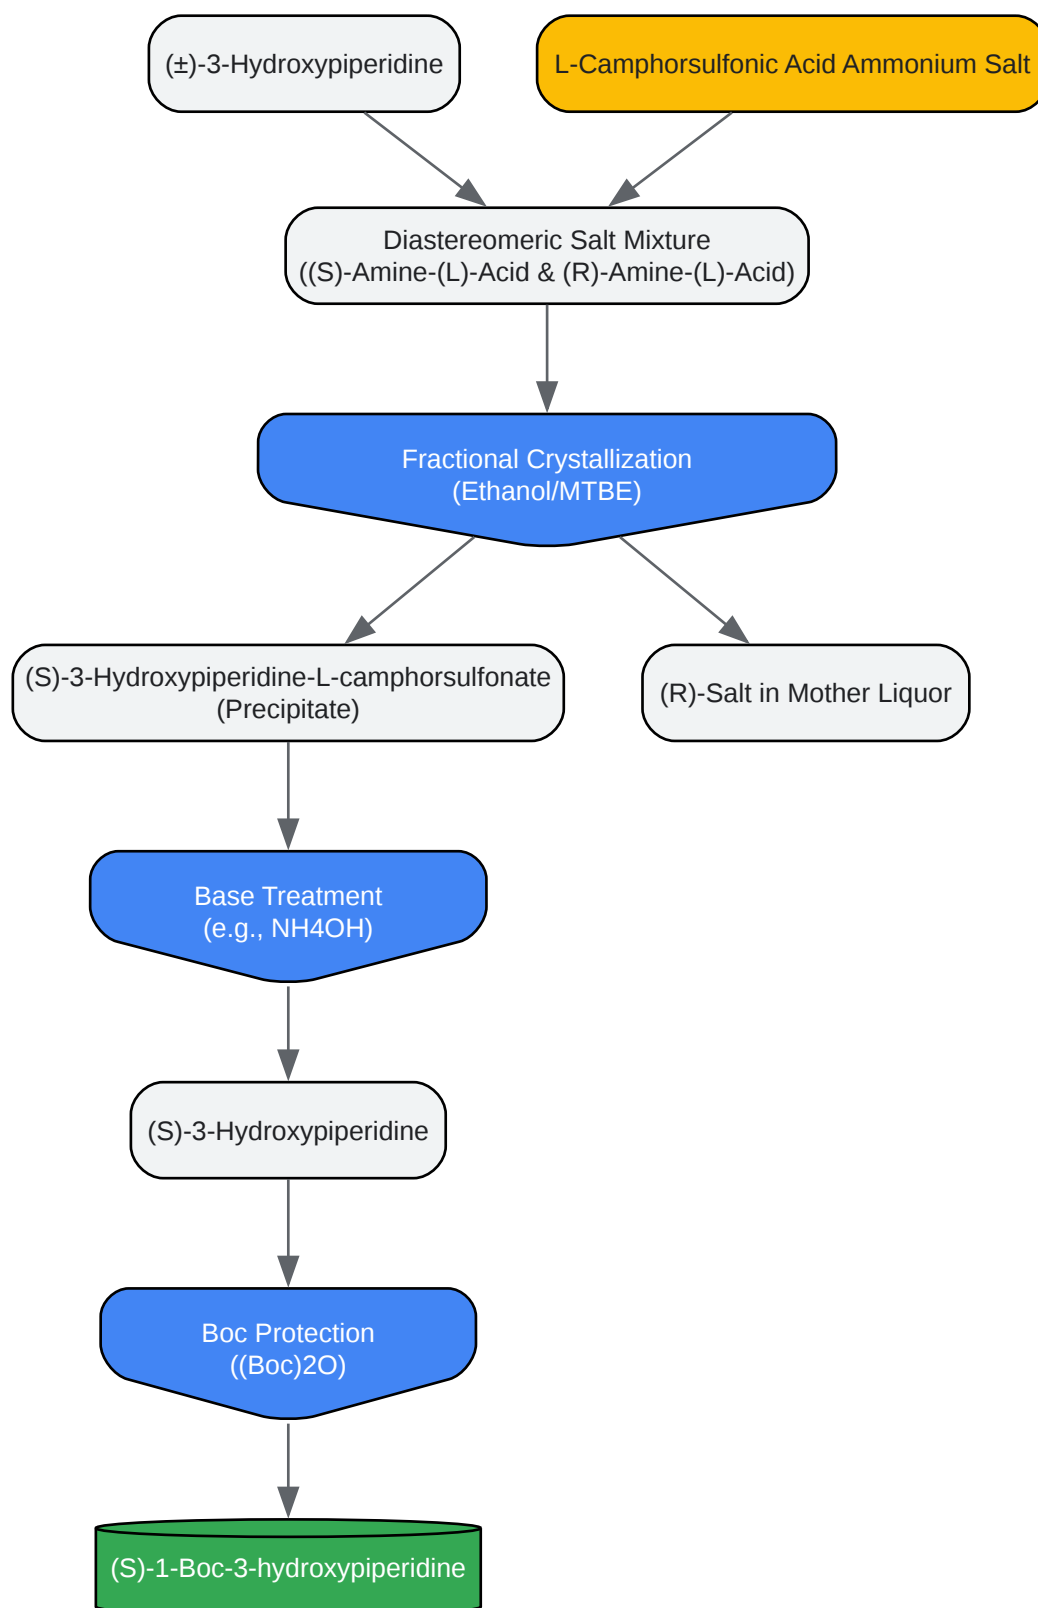 (±)-3-Hydroxypiperidine
L-Camphorsulfonic Acid Ammonium Salt
Diastereomeric Salt Mixture
((S)-Amine-(L)-Acid & (R)-Amine-(L)-Acid)
Fractional Crystallization
(Ethanol/MTBE)
(S)-3-Hydroxypiperidine-L-camphorsulfonate
(Precipitate)
(R)-Salt in Mother Liquor
Base Treatment
(e.g., NH4OH)
(S)-3-Hydroxypiperidine
Boc Protection
((Boc)2O)
(S)-1-Boc-3-hydroxypiperidine